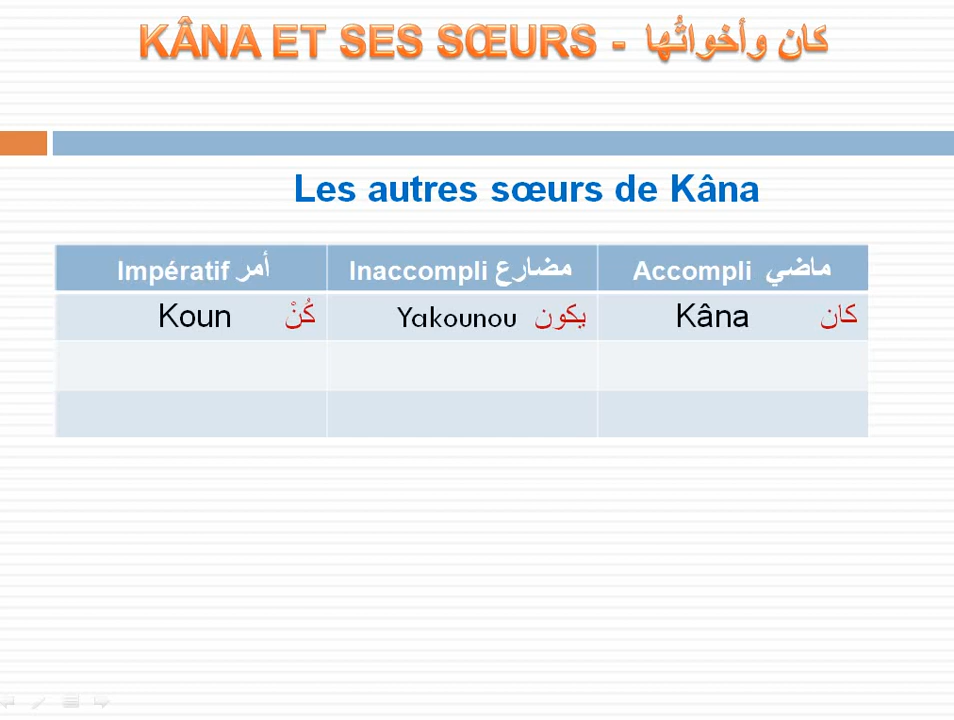 KÂNA ET SES SŒURS - كان وأخواتُها
Les autres sœurs de Kâna
Impératif أمر Inaccompli مضارع Accompli ماضي
Koun كُنْ Yakounou يكون Kâna كان